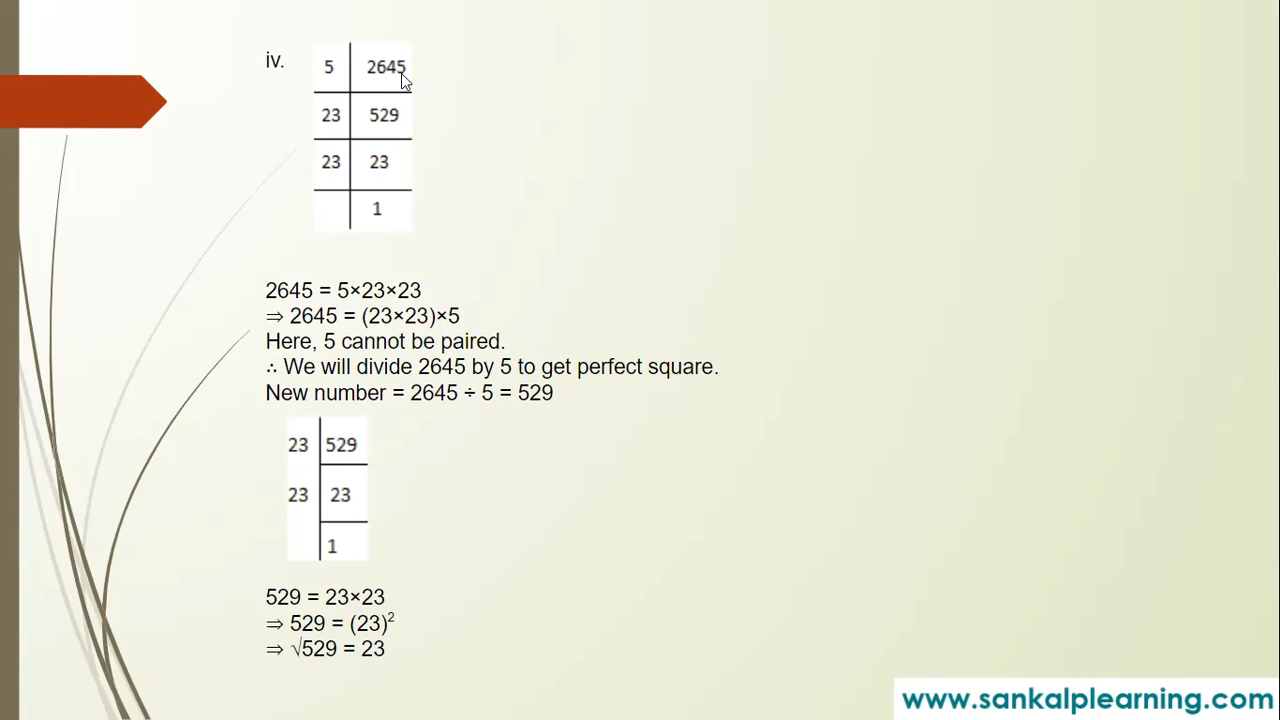 iv.
5 2645
23 529
23 23
1
2645 = 5×23×23
⇒ 2645 = (23×23)×5
Here, 5 cannot be paired.
∴ We will divide 2645 by 5 to get perfect square.
New number = 2645 ÷ 5 = 529
23 529
23 23
1
529 = 23×23
⇒ 529 = (23)²
⇒ √529 = 23
www.sankalplearning.com